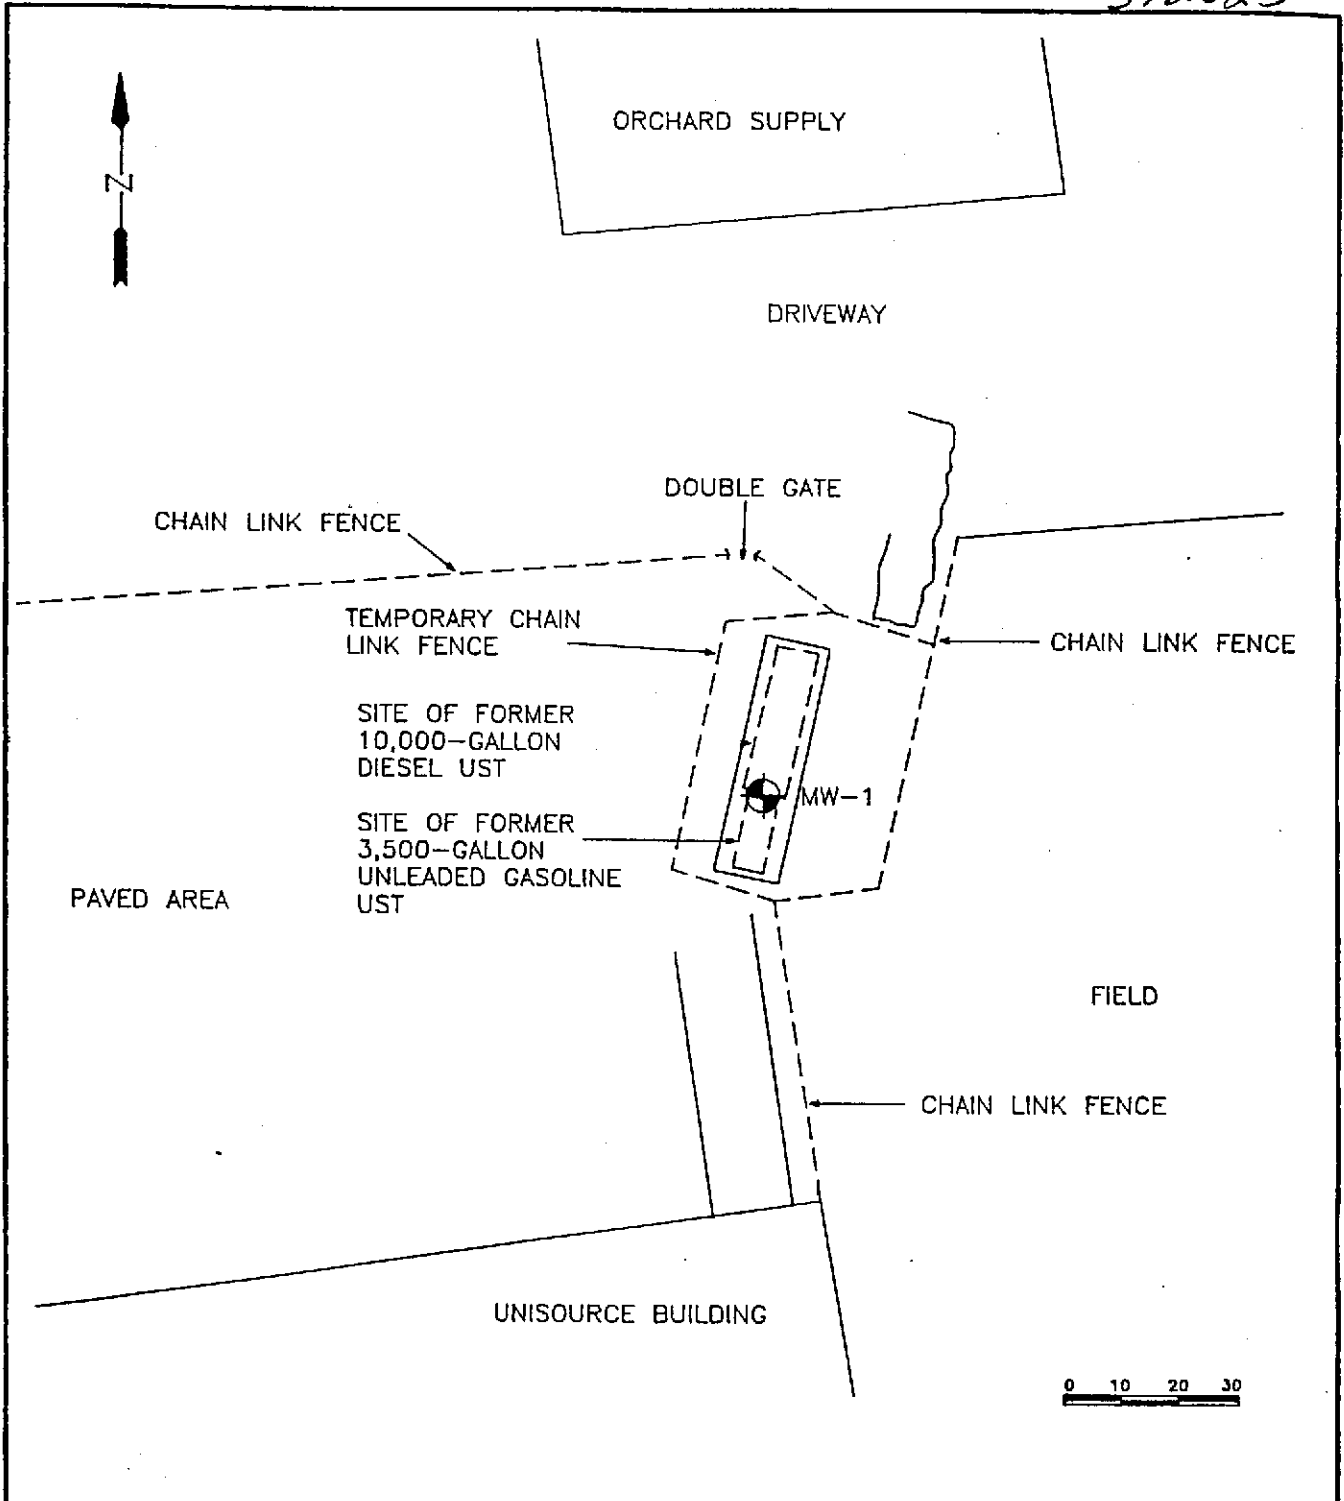 N
ORCHARD SUPPLY
DRIVEWAY
DOUBLE GATE
CHAIN LINK FENCE
TEMPORARY CHAIN
LINK FENCE
CHAIN LINK FENCE
SITE OF FORMER
10,000-GALLON
DIESEL UST
MW-1
SITE OF FORMER
3,500-GALLON
UNLEADED GASOLINE
UST
PAVED AREA
FIELD
CHAIN LINK FENCE
UNISOURCE BUILDING
0 10 20 30